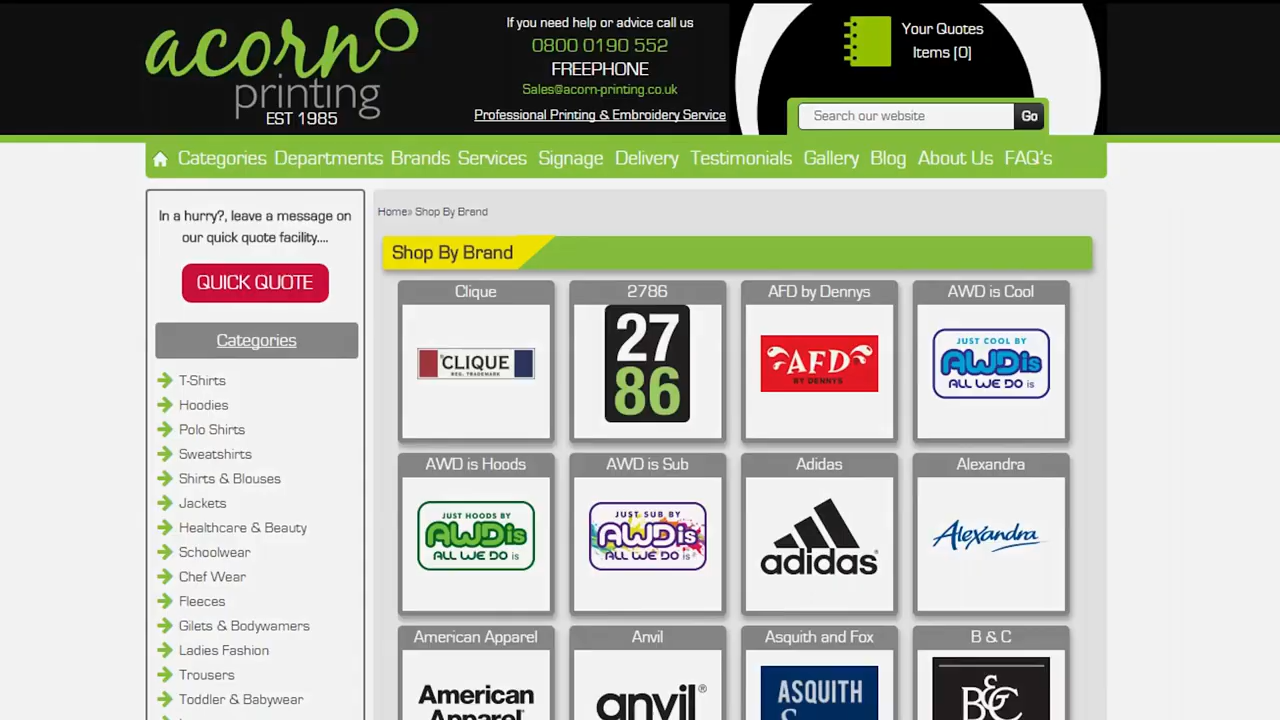 acorn
printing
EST 1985
If you need help or advice call us
0800 0190 552
FREEPHONE
Sales@acorn-printing.co.uk
Professional Printing & Embroidery Service
Your Quotes
Items [0]
Search our website
Go
Categories Departments Brands Services Signage Delivery Testimonials Gallery Blog About Us FAQ's
In a hurry?, leave a message on
our quick quote facility....
QUICK QUOTE
Categories
T-Shirts
Hoodies
Polo Shirts
Sweatshirts
Shirts & Blouses
Jackets
Healthcare & Beauty
Schoolwear
Chef Wear
Fleeces
Gilets & Bodywamers
Ladies Fashion
Trousers
Toddler & Babywear
Home» Shop By Brand
Shop By Brand
Clique
CLIQUE
REG. TRADEMARK
2786
27
86
AFD by Dennys
AFD
BY DENNYS
AWD is Cool
JUST COOL BY
AWDis
ALL WE DO is
AWD is Hoods
JUST HOODS BY
AWDis
ALL WE DO is
AWD is Sub
JUST SUB BY
AWDis
ALL WE DO is
Adidas
adidas
Alexandra
Alexandra
American Apparel
American
Apparel
Anvil
anvil®
Asquith and Fox
ASQUITH
&
B & C
B&C